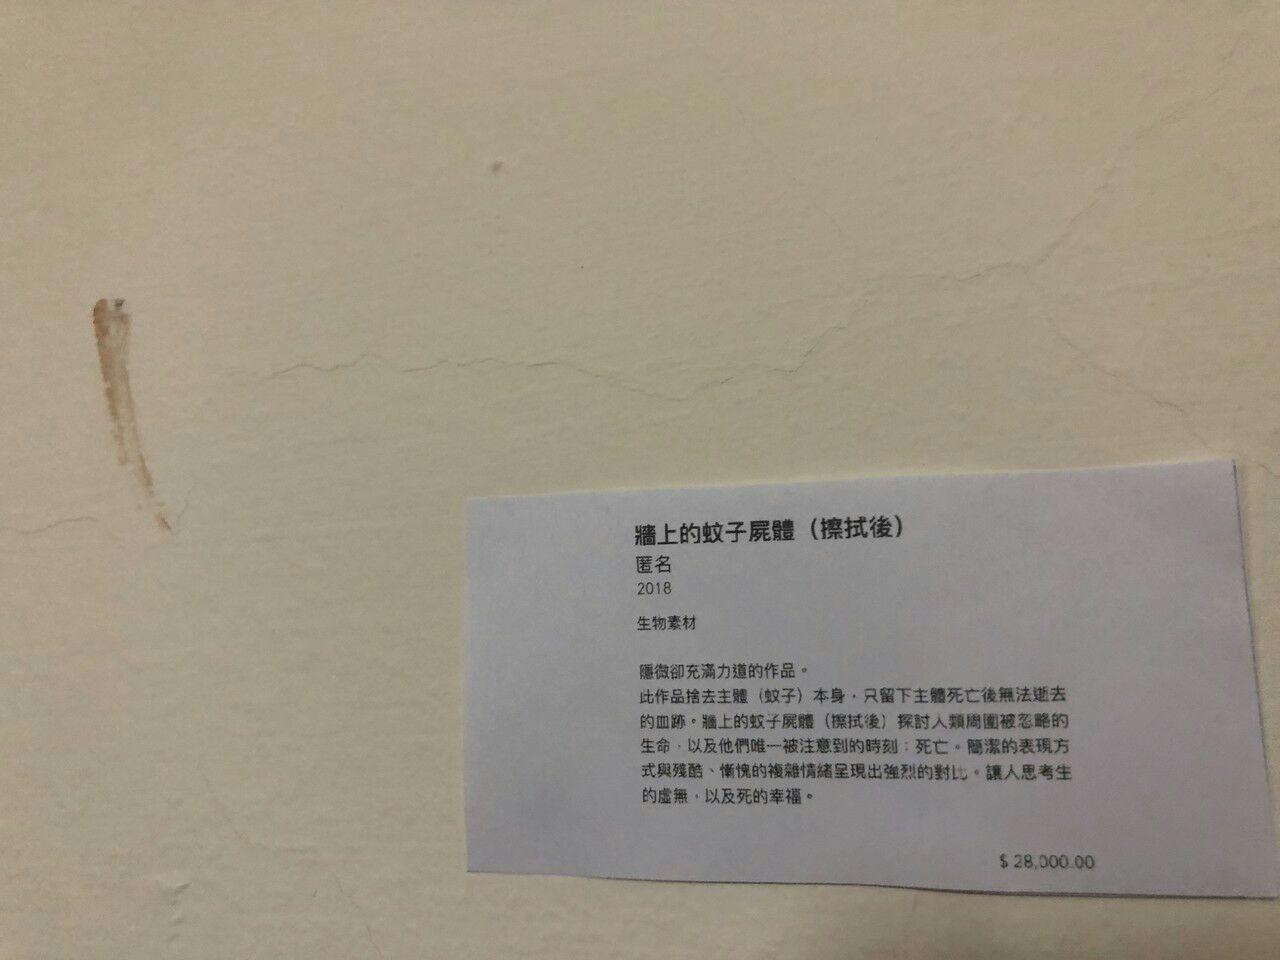 牆上的蚊子屍體（擦拭後）
匿名
2018
生物素材
隱微卻充滿力道的作品。
此作品捨去主體（蚊子）本身，只留下主體死亡後無法逝去
的血跡。牆上的蚊子屍體（擦拭後）探討人類周圍被忽略的
生命，以及他們唯一被注意到的時刻：死亡。簡潔的表現方
式與殘酷、慚愧的複雜情緒呈現出強烈的對比。讓人思考生
的虛無，以及死的幸福。
$ 28,000.00